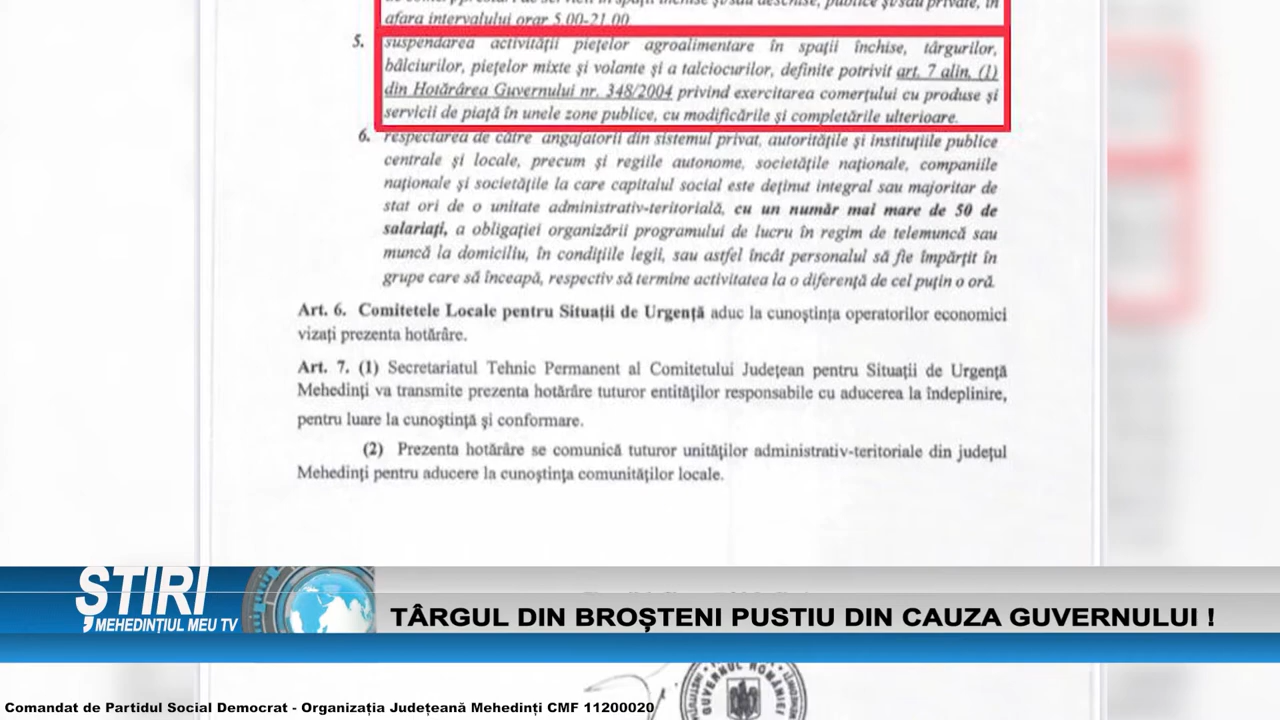 afara intervalului orar 5.00-21.00.
5. suspendarea activității piețelor agroalimentare în spații închise, târgurilor,
bâlciurilor, piețelor mixte și volante și a talciocurilor, definite potrivit art. 7 alin. (1)
din Hotărârea Guvernului nr. 348/2004 privind exercitarea comerțului cu produse și
servicii de piață în unele zone publice, cu modificările și completările ulterioare.
6. respectarea de către angajatorii din sistemul privat, autoritățile și instituțiile publice
centrale și locale, precum și regiile autonome, societățile naționale, companiile
naționale și societățile la care capitalul social este deținut integral sau majoritar de
stat ori de o unitate administrativ-teritorială, cu un număr mai mare de 50 de
salariați, a obligației organizării programului de lucru în regim de telemuncă sau
muncă la domiciliu, în condițiile legii, sau astfel încât personalul să fie împărțit în
grupe care să înceapă, respectiv să termine activitatea la o diferență de cel puțin o oră.
Art. 6. Comitetele Locale pentru Situații de Urgență aduc la cunoștința operatorilor economici
vizați prezenta hotărâre.
Art. 7. (1) Secretariatul Tehnic Permanent al Comitetului Județean pentru Situații de Urgență
Mehedinți va transmite prezenta hotărâre tuturor entităților responsabile cu aducerea la îndeplinire,
pentru luare la cunoștință și conformare.
(2) Prezenta hotărâre se comunică tuturor unităților administrativ-teritoriale din județul
Mehedinți pentru aducere la cunoștința comunităților locale.
ȘTIRI
MEHEDINȚIUL MEU TV
TÂRGUL DIN BROȘTENI PUSTIU DIN CAUZA GUVERNULUI !
GUVERNUL ROMÂNIEI
Comandat de Partidul Social Democrat - Organizația Județeană Mehedinți CMF 11200020